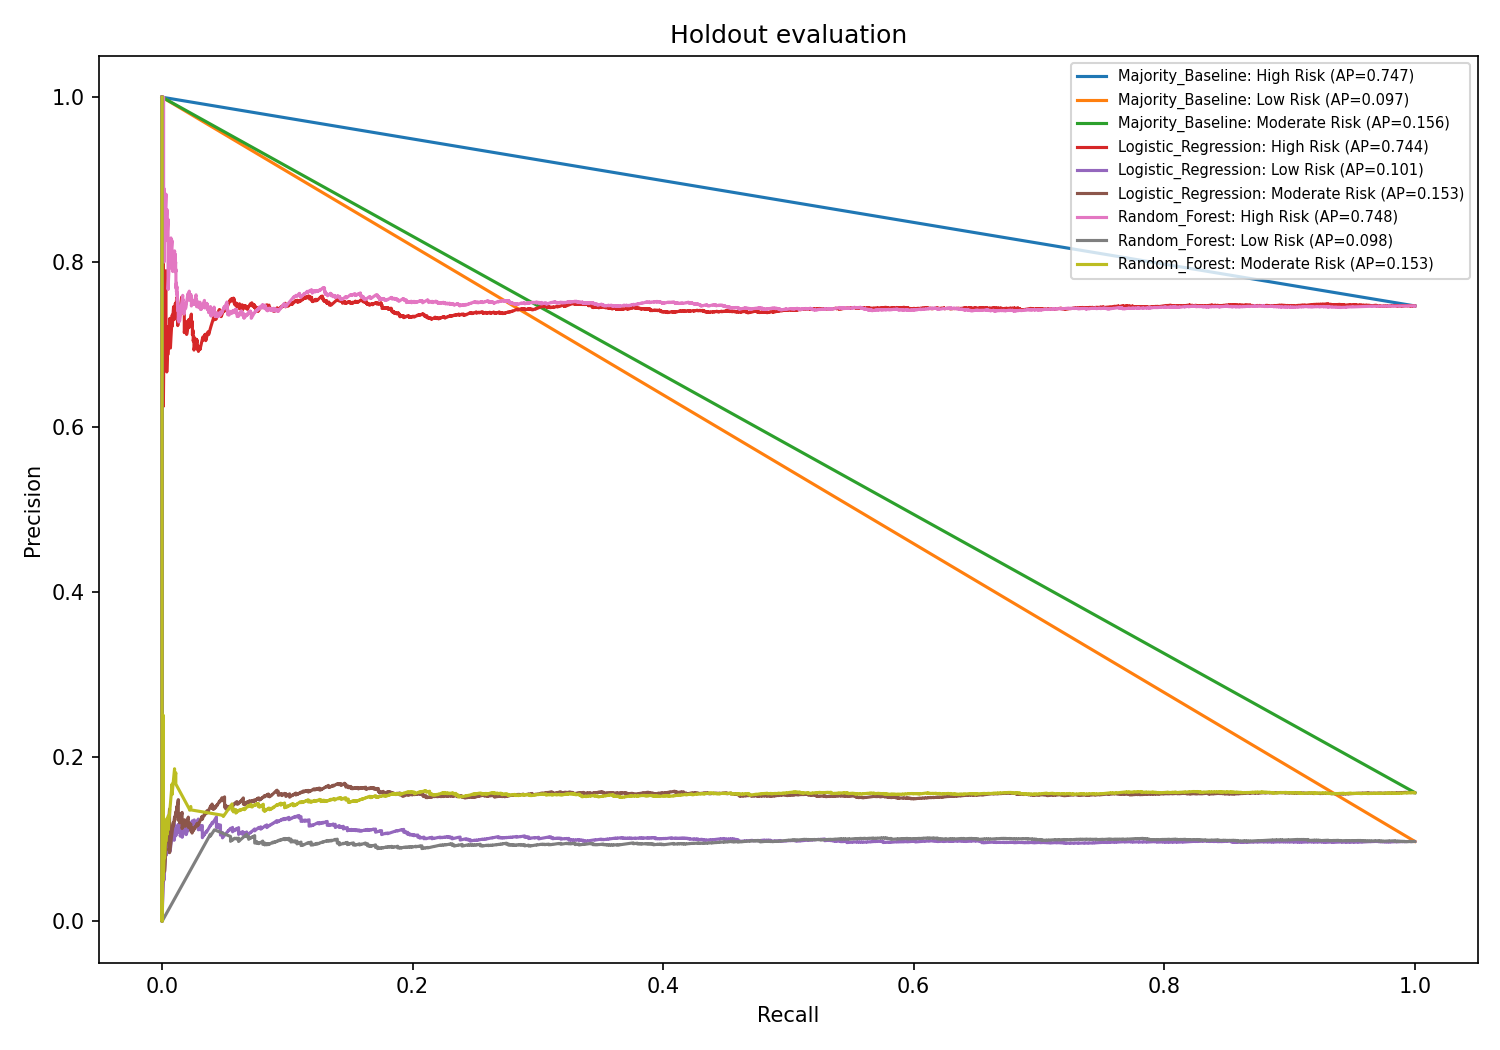 Holdout evaluation
Majority_Baseline: High Risk (AP=0.747)
Majority_Baseline: Low Risk (AP=0.097)
Majority_Baseline: Moderate Risk (AP=0.156)
Logistic_Regression: High Risk (AP=0.744)
Logistic_Regression: Low Risk (AP=0.101)
Logistic_Regression: Moderate Risk (AP=0.153)
Random_Forest: High Risk (AP=0.748)
Random_Forest: Low Risk (AP=0.098)
Random_Forest: Moderate Risk (AP=0.153)
1.0
0.8
0.6
0.4
0.2
0.0
Precision
0.0 0.2 0.4 0.6 0.8 1.0
Recall